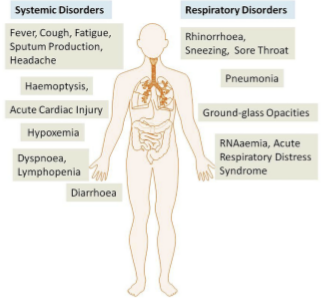 Systemic Disorders
Fever, Cough, Fatigue,
Sputum Production,
Headache
Haemoptysis,
Acute Cardiac Injury
Hypoxemia
Dyspnoea,
Lymphopenia
Diarrhoea
Respiratory Disorders
Rhinorrhoea,
Sneezing, Sore Throat
Pneumonia
Ground-glass Opacities
RNAaemia, Acute
Respiratory Distress
Syndrome